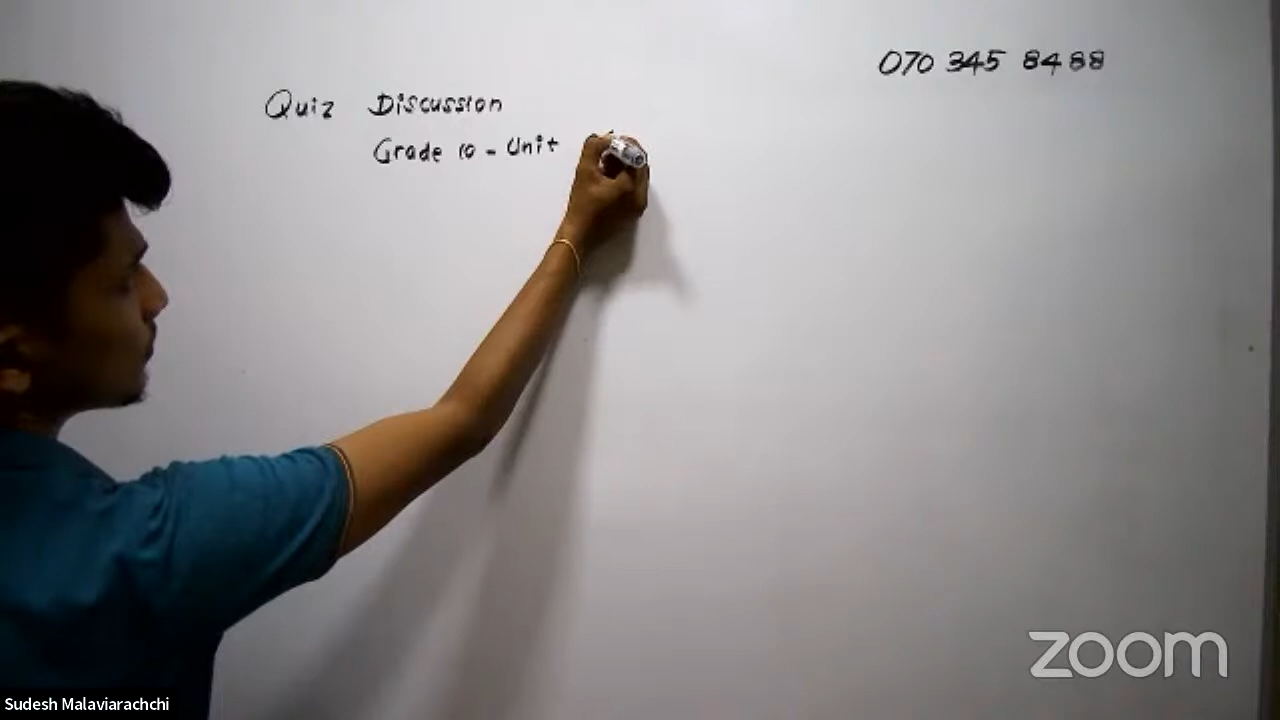 070 345 8488
Quiz Discussion
Grade 10 - Unit
zoom
Sudesh Malaviarachchi